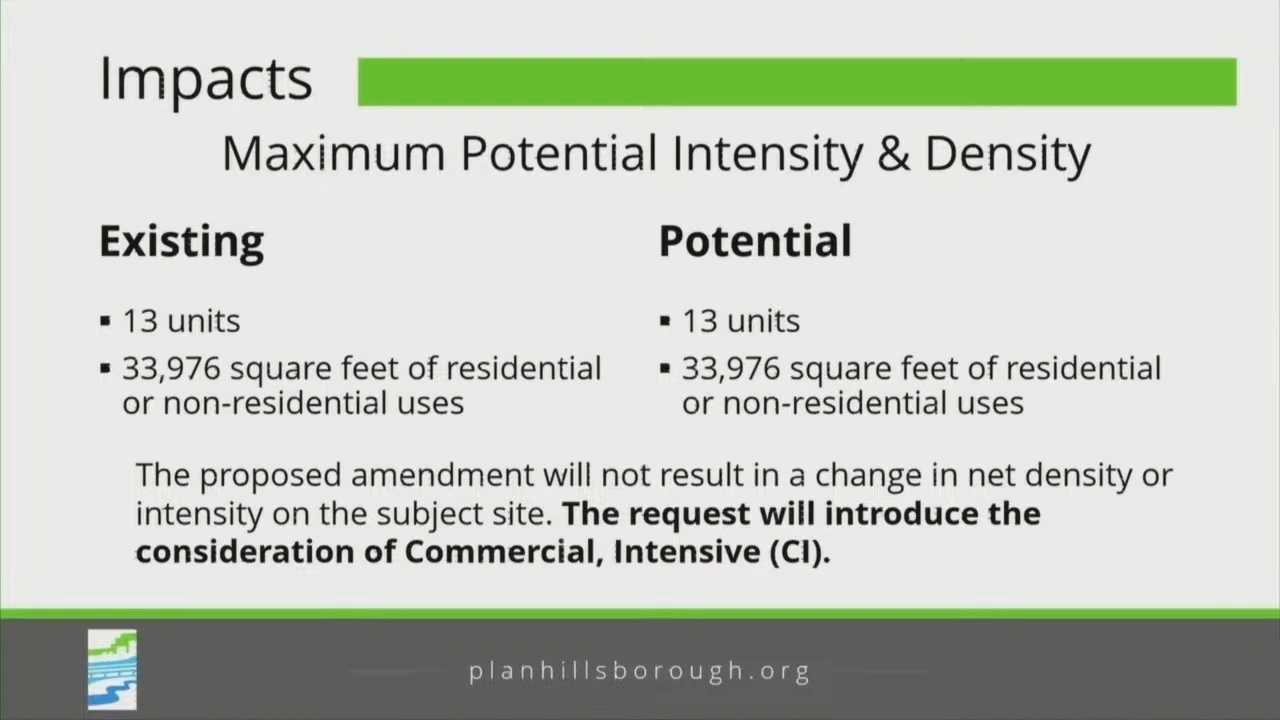 Impacts
Maximum Potential Intensity & Density
Existing
▪ 13 units
▪ 33,976 square feet of residential
or non-residential uses
Potential
▪ 13 units
▪ 33,976 square feet of residential
or non-residential uses
The proposed amendment will not result in a change in net density or
intensity on the subject site. The request will introduce the
consideration of Commercial, Intensive (CI).
planhillsborough.org